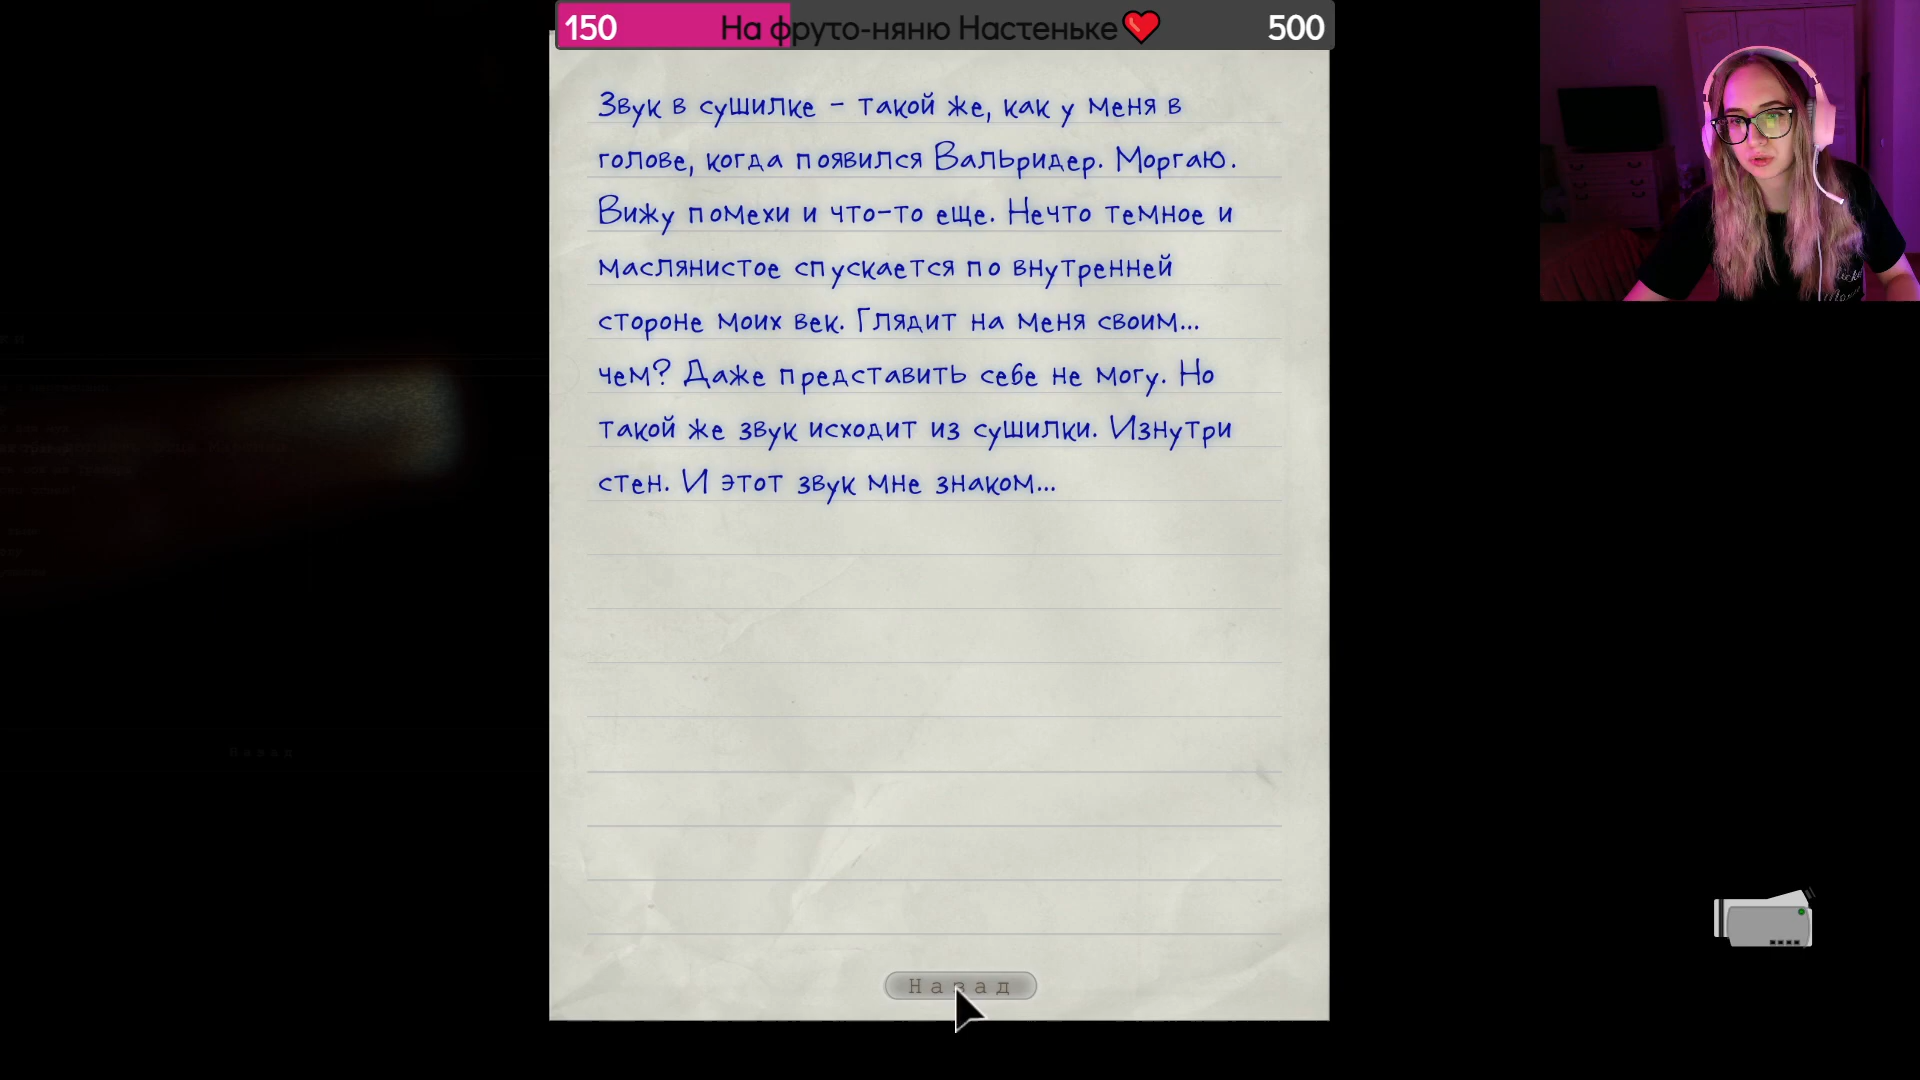 150 На фруто-няню Настеньке 500
Звук в сушилке - такой же, как у меня в
голове, когда появился Вальридер. Моргаю.
Вижу помехи и что-то еще. Нечто темное и
маслянистое спускается по внутренней
стороне моих век. Глядит на меня своим...
чем? Даже представить себе не могу. Но
такой же звук исходит из сушилки. Изнутри
стен. И этот звук мне знаком...
Назад
Назад